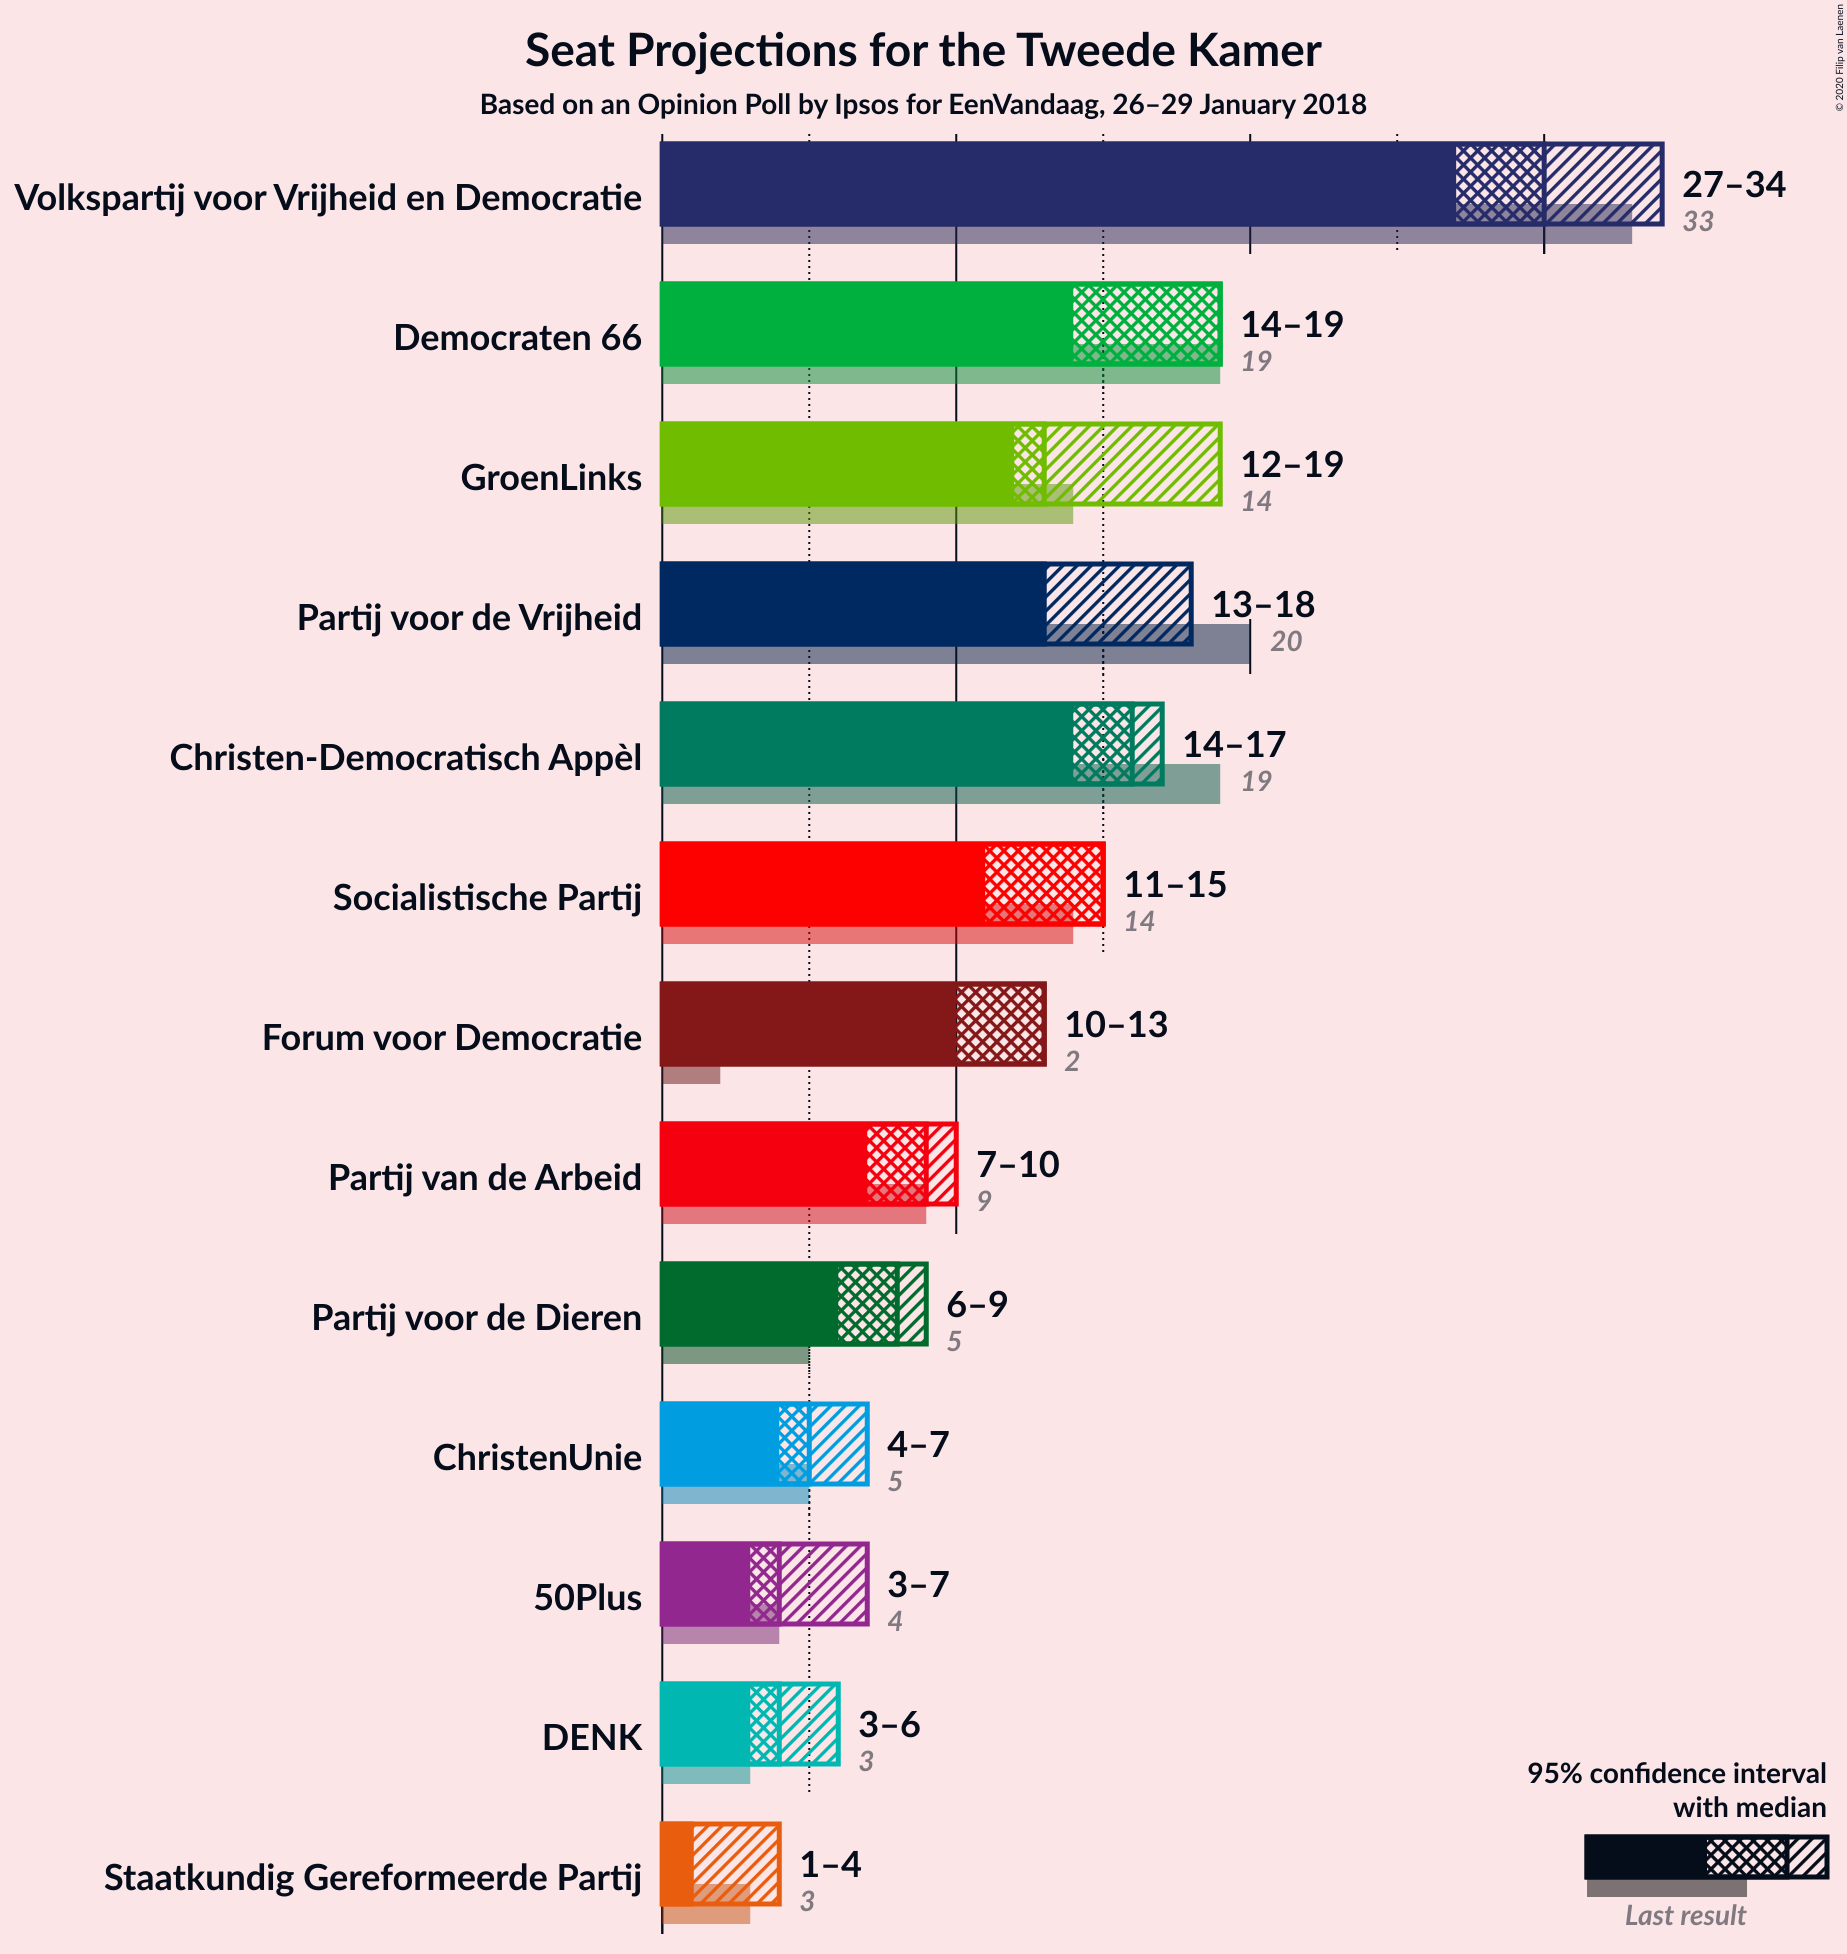 Seat Projections for the Tweede Kamer
Based on an Opinion Poll by Ipsos for EenVandaag, 26–29 January 2018
© 2020 Filip van Laenen
Volkspartij voor Vrijheid en Democratie
27–34
33
Democraten 66
14–19
19
GroenLinks
12–19
14
Partij voor de Vrijheid
13–18
20
Christen-Democratisch Appèl
14–17
19
Socialistische Partij
11–15
14
Forum voor Democratie
10–13
2
Partij van de Arbeid
7–10
9
Partij voor de Dieren
6–9
5
ChristenUnie
4–7
5
50Plus
3–7
4
DENK
3–6
3
Staatkundig Gereformeerde Partij
1–4
3
95% confidence interval
with median
Last result